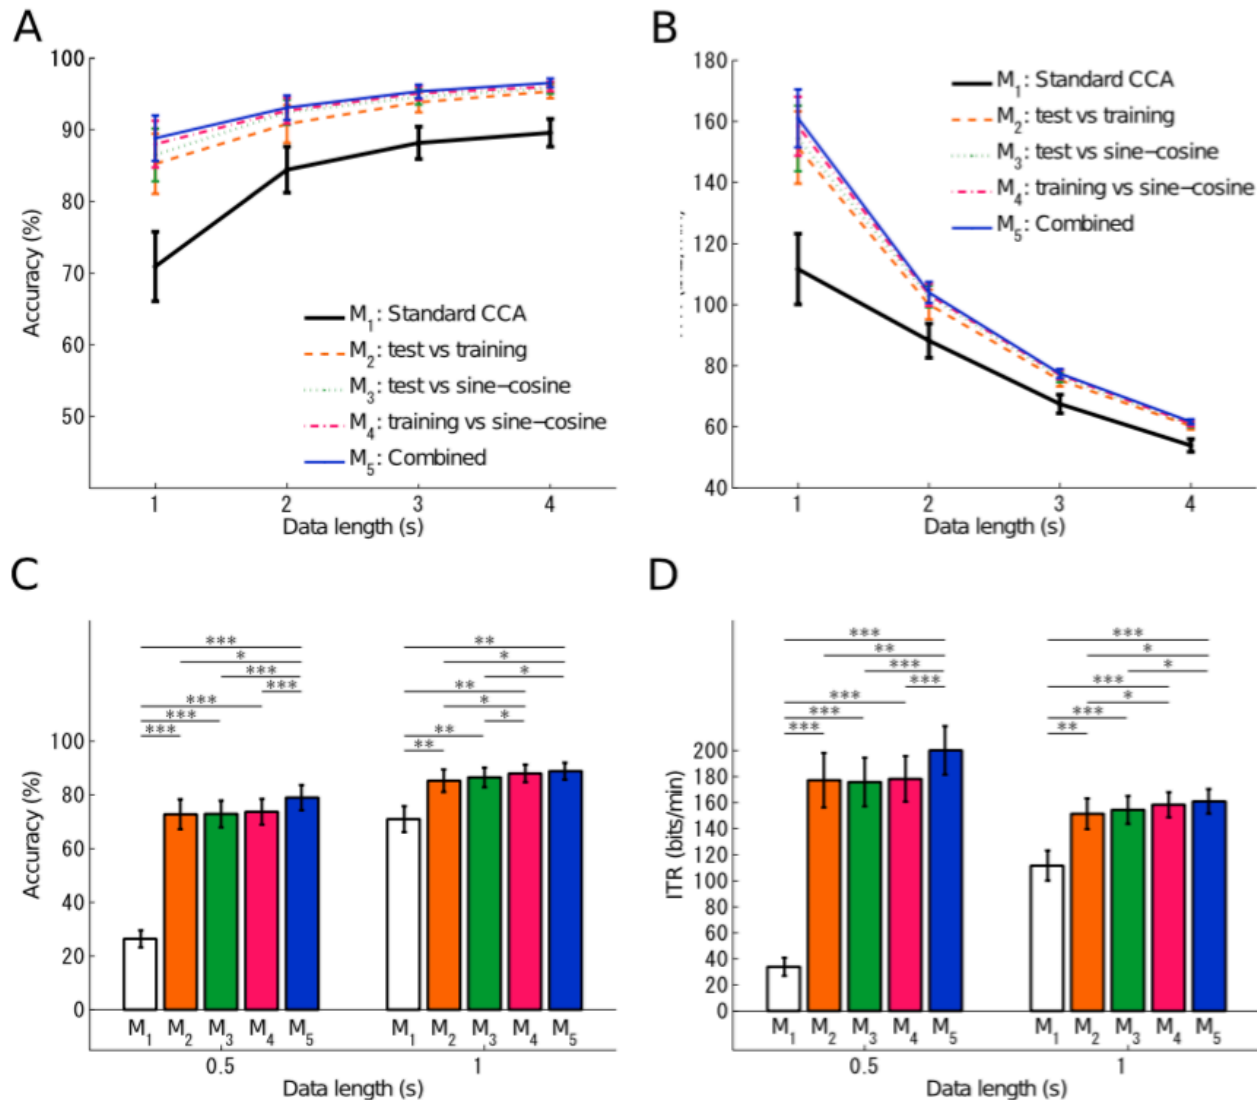 A
B
100
90
80
70
60
50
Accuracy (%)
M1: Standard CCA
M2: test vs training
M3: test vs sine-cosine
M4: training vs sine-cosine
M5: Combined
1 2 3 4
Data length (s)
180
160
140
120
100
80
60
40
M1: Standard CCA
M2: test vs training
M3: test vs sine-cosine
M4: training vs sine-cosine
M5: Combined
1 2 3 4
Data length (s)
C
D
***
*
***
***
***
***
***
**
*
*
**
*
*
**
**
100
80
60
40
20
0
Accuracy (%)
M1 M2 M3 M4 M5 M1 M2 M3 M4 M5
0.5 1
Data length (s)
***
**
***
***
***
***
***
***
*
*
***
*
***
**
200
180
160
140
120
100
80
60
40
20
0
ITR (bits/min)
M1 M2 M3 M4 M5 M1 M2 M3 M4 M5
0.5 1
Data length (s)